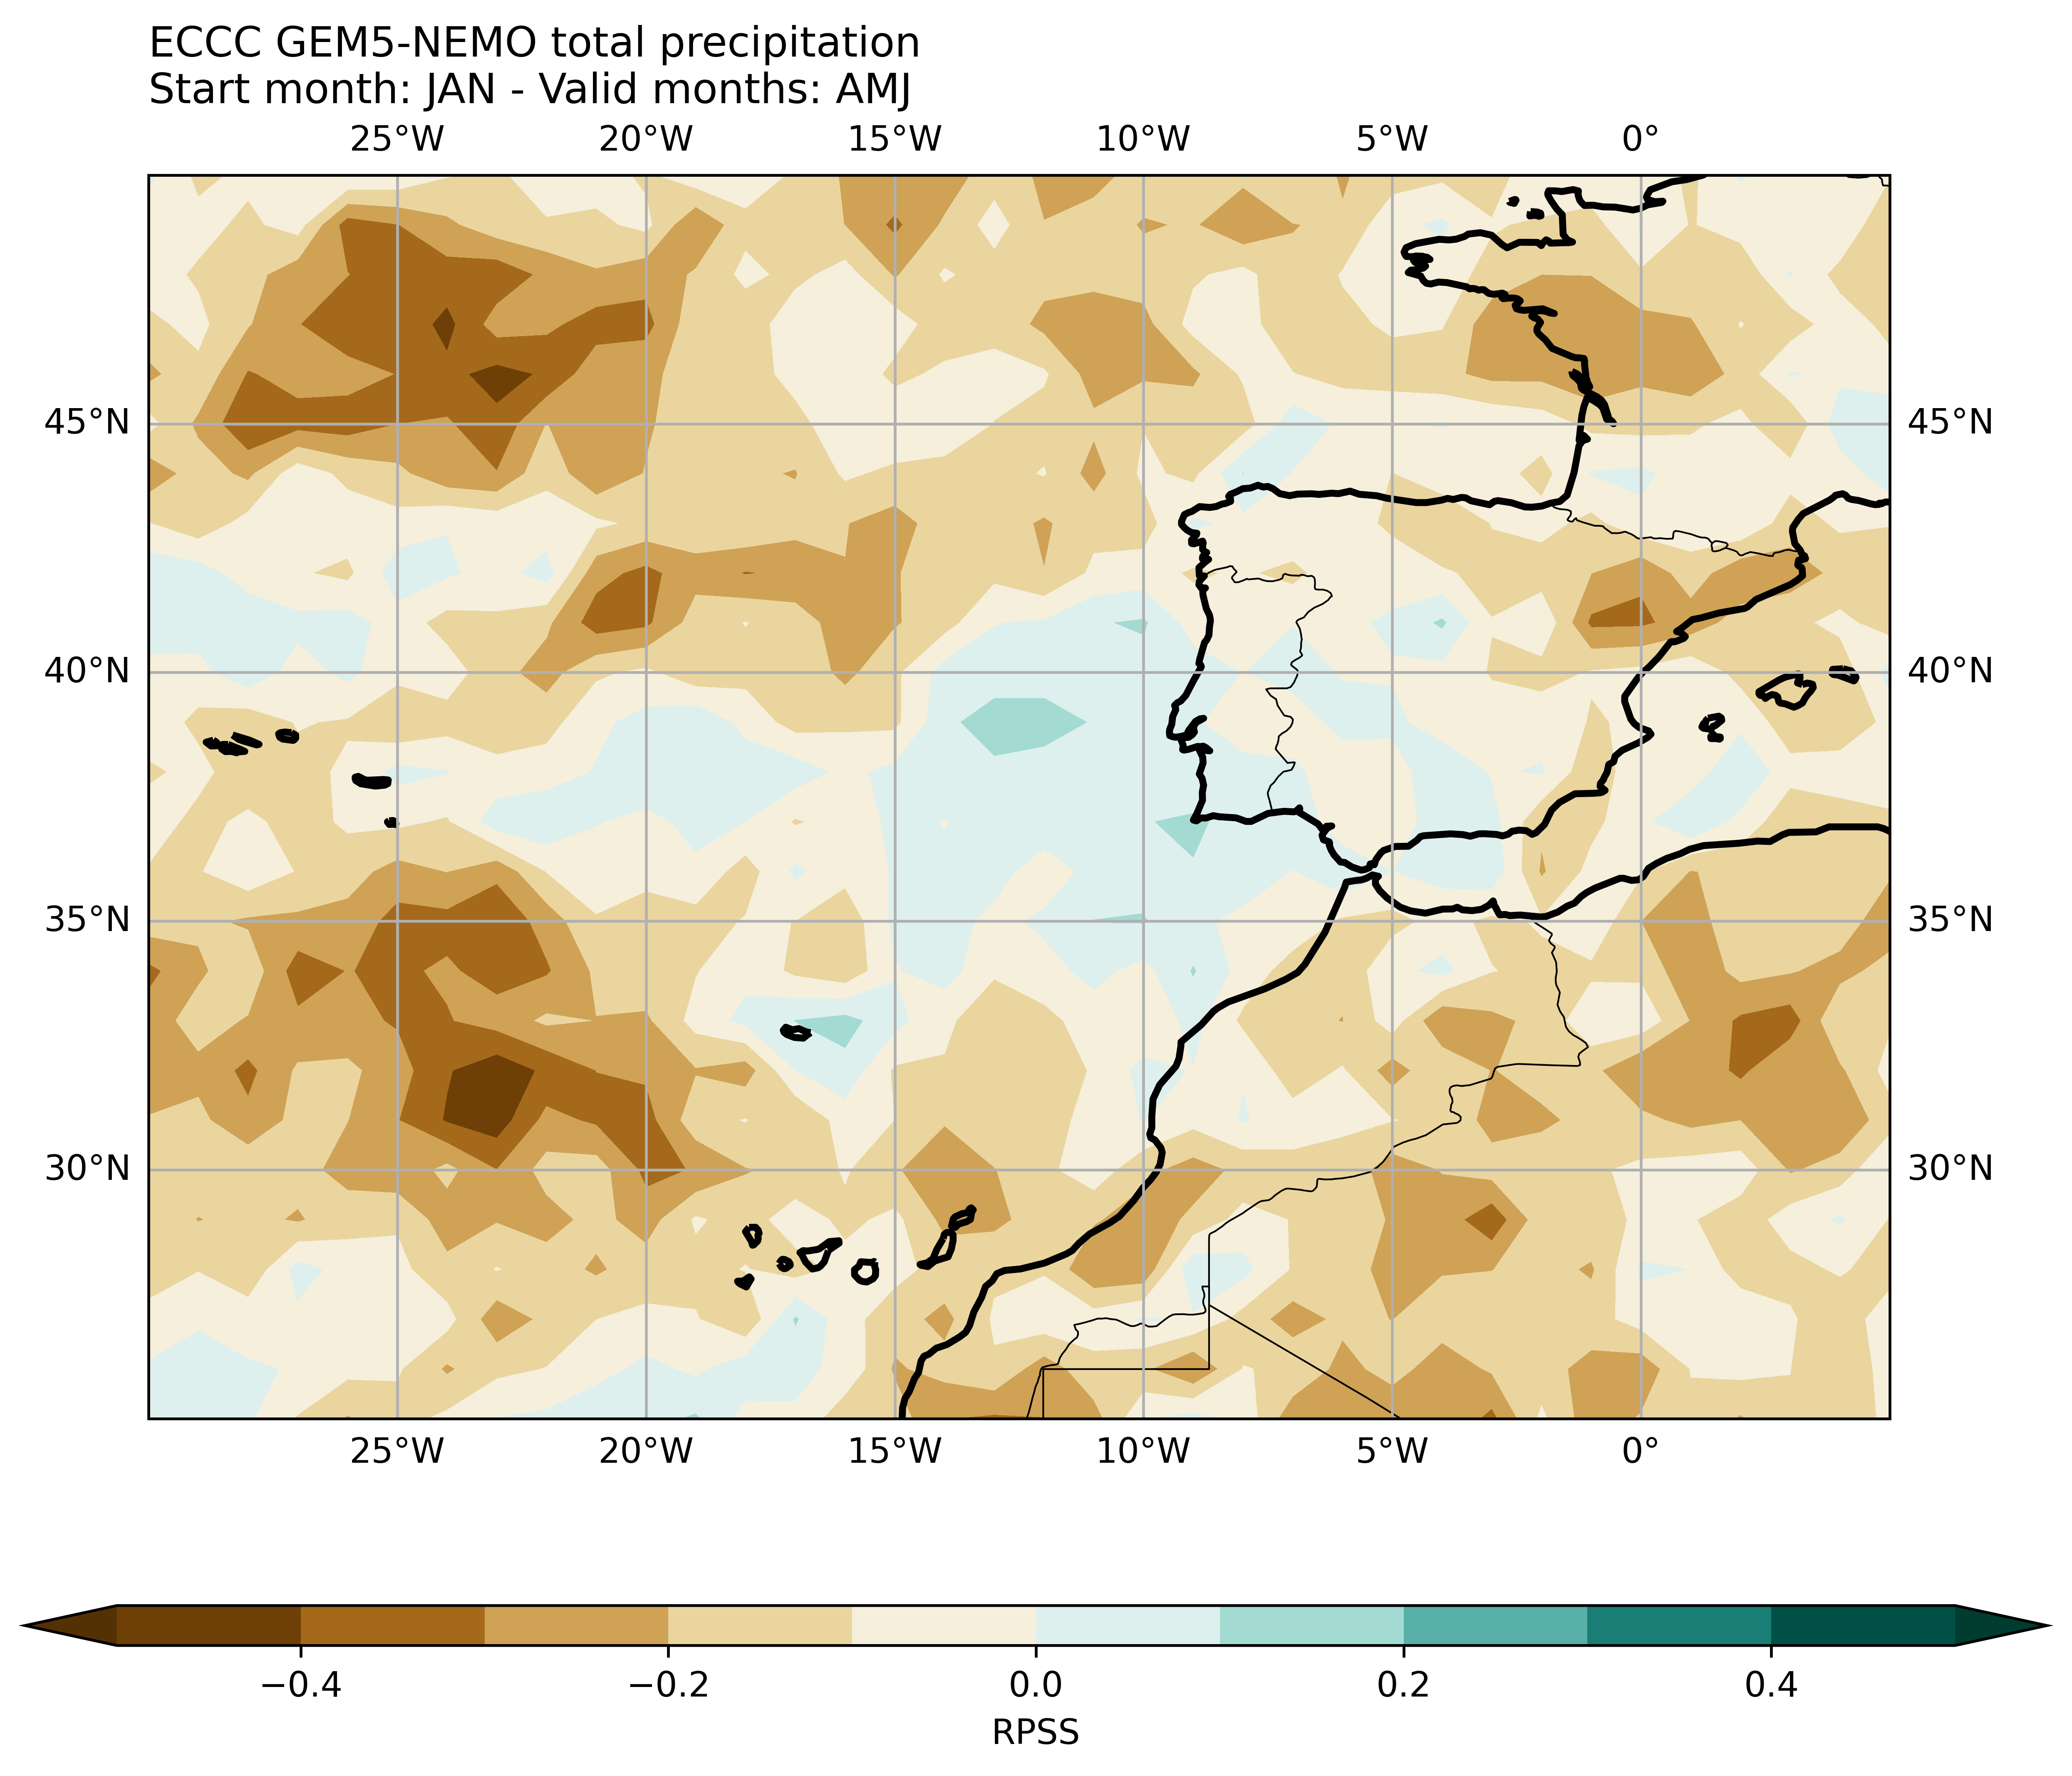 ECCC GEM5-NEMO total precipitation
Start month: JAN - Valid months: AMJ
25°W 20°W 15°W 10°W 5°W 0°
45°N 45°N
40°N 40°N
35°N 35°N
30°N 30°N
25°W 20°W 15°W 10°W 5°W 0°
−0.4 −0.2 0.0 0.2 0.4
RPSS